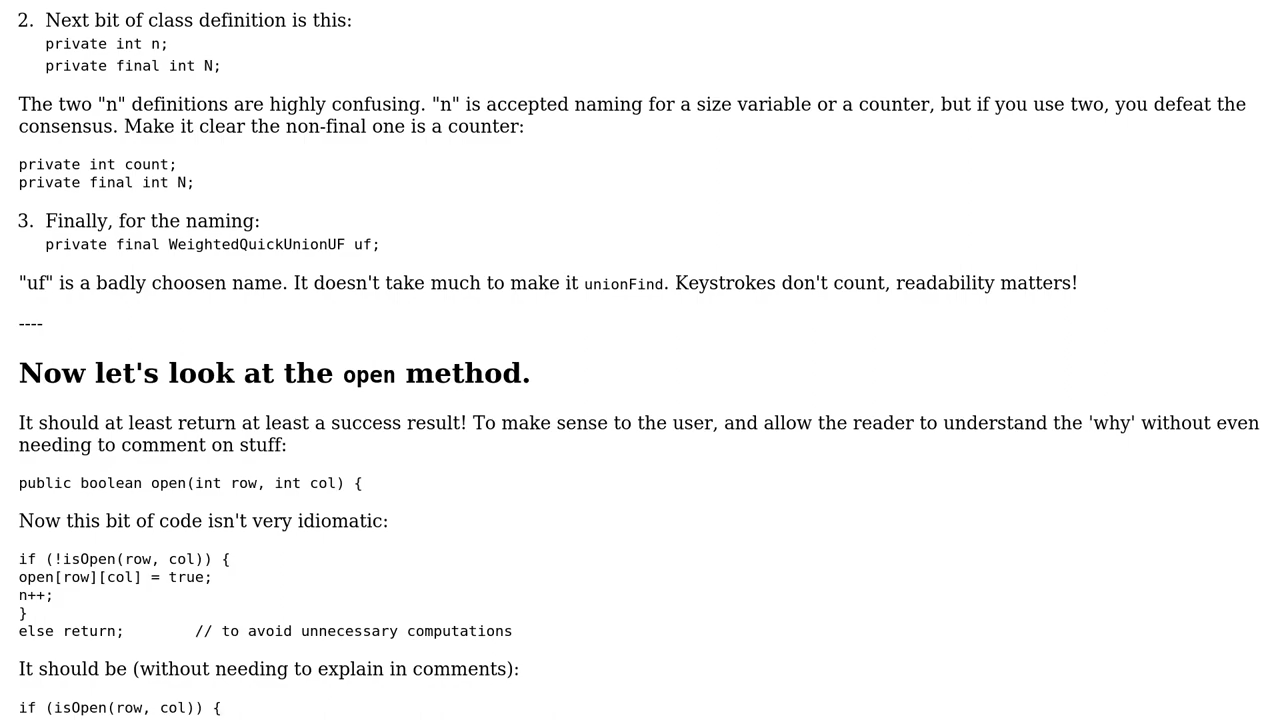 2. Next bit of class definition is this:
private int n;
private final int N;
The two "n" definitions are highly confusing. "n" is accepted naming for a size variable or a counter, but if you use two, you defeat the
consensus. Make it clear the non-final one is a counter:
private int count;
private final int N;
3. Finally, for the naming:
private final WeightedQuickUnionUF uf;
"uf" is a badly choosen name. It doesn't take much to make it unionFind. Keystrokes don't count, readability matters!
----
Now let's look at the open method.
It should at least return at least a success result! To make sense to the user, and allow the reader to understand the 'why' without even
needing to comment on stuff:
public boolean open(int row, int col) {
Now this bit of code isn't very idiomatic:
if (!isOpen(row, col)) {
open[row][col] = true;
n++;
}
else return;        // to avoid unnecessary computations
It should be (without needing to explain in comments):
if (isOpen(row, col)) {